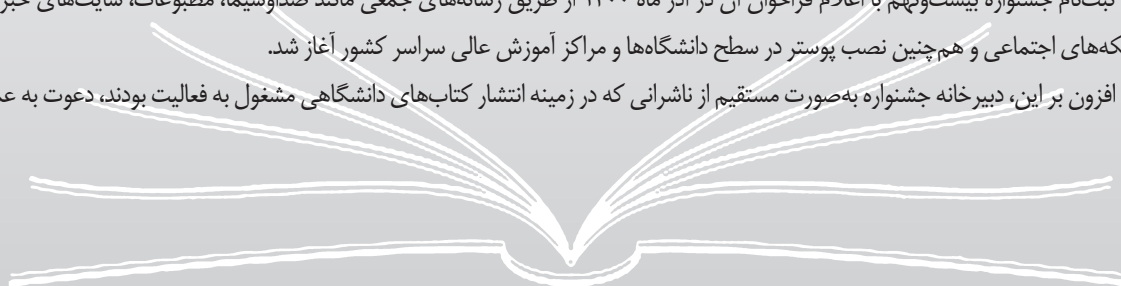 ثبت‌نام جشنواره بیست‌ونهم با اعلام فراخوان آن در آذر ماه ۱۴۰۰ از طریق رسانه‌های جمعی مانند صداوسیما، مطبوعات، سایت‌های
که‌های اجتماعی و هم‌چنین نصب پوستر در سطح دانشگاه‌ها و مراکز آموزش عالی سراسر کشور آغاز شد.
افزون بر این، دبیرخانه جشنواره به‌صورت مستقیم از ناشرانی که در زمینه انتشار کتاب‌های دانشگاهی مشغول به فعالیت بودند، دعوت به